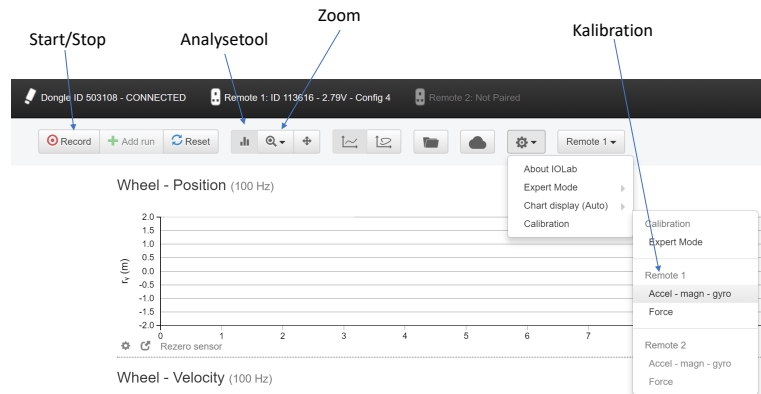 Zoom
Start/Stop
Analysetool
Kalibration
Dongle ID 503108 - CONNECTED
Remote 1: ID 113616 - 2.79V - Config 4
Remote 2: Not Paired
Record
Add run
Reset
Remote 1
About IOLab
Expert Mode
Chart display (Auto)
Calibration
Calibration
Expert Mode
Remote 1
Accel - magn - gyro
Force
Remote 2
Accel - magn - gyro
Force
Wheel - Position (100 Hz)
rY (m)
2.0
1.5
1.0
0.5
0.0
-0.5
-1.0
-1.5
-2.0
0 1 2 3 4 5 6 7
Rezero sensor
Wheel - Velocity (100 Hz)